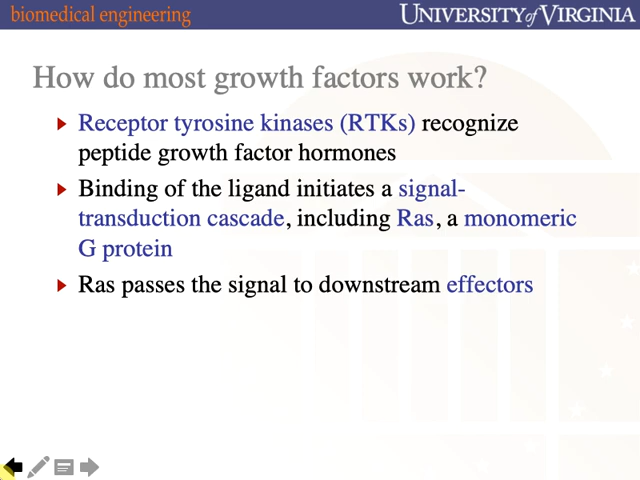 biomedical engineering
UNIVERSITY of VIRGINIA
How do most growth factors work?
Receptor tyrosine kinases (RTKs) recognize
peptide growth factor hormones
Binding of the ligand initiates a signal-
transduction cascade, including Ras, a monomeric
G protein
Ras passes the signal to downstream effectors